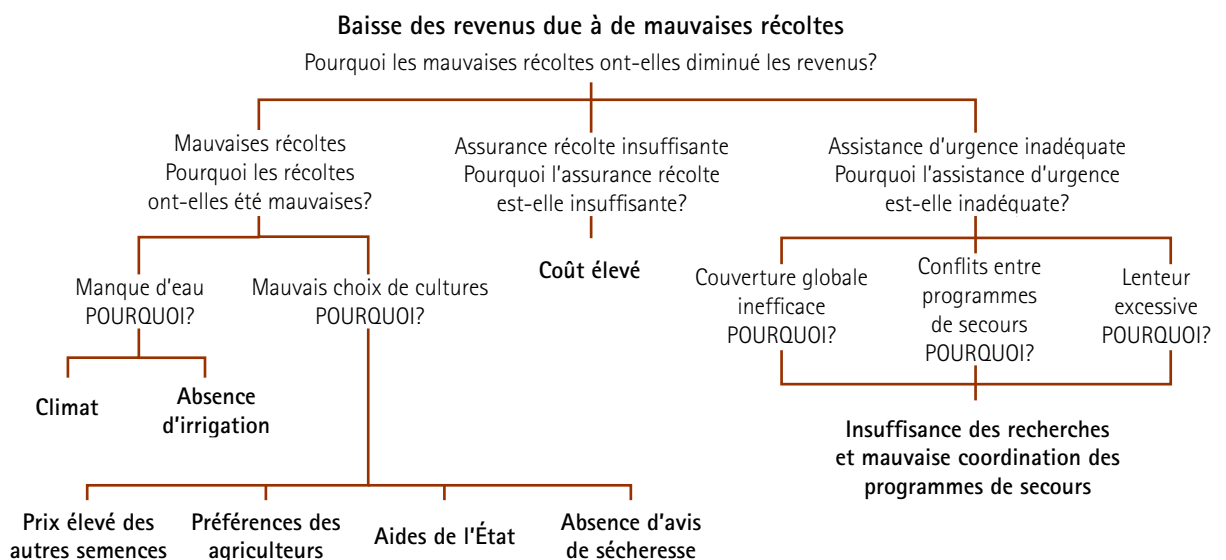 Baisse des revenus due à de mauvaises récoltes
Pourquoi les mauvaises récoltes ont-elles diminué les revenus?
Mauvaises récoltes
Pourquoi les récoltes
ont-elles été mauvaises?
Assurance récolte insuffisante
Pourquoi l'assurance récolte
est-elle insuffisante?
Assistance d'urgence inadéquate
Pourquoi l'assistance d'urgence
est-elle inadéquate?
Manque d'eau
POURQUOI?
Mauvais choix de cultures
POURQUOI?
Coût élevé
Couverture globale
inefficace
POURQUOI?
Conflits entre
programmes
de secours
POURQUOI?
Lenteur
excessive
POURQUOI?
Climat
Absence
d'irrigation
Insuffisance des recherches
et mauvaise coordination des
programmes de secours
Prix élevé des
autres semences
Préférences des
agriculteurs
Aides de l'État
Absence d'avis
de sécheresse